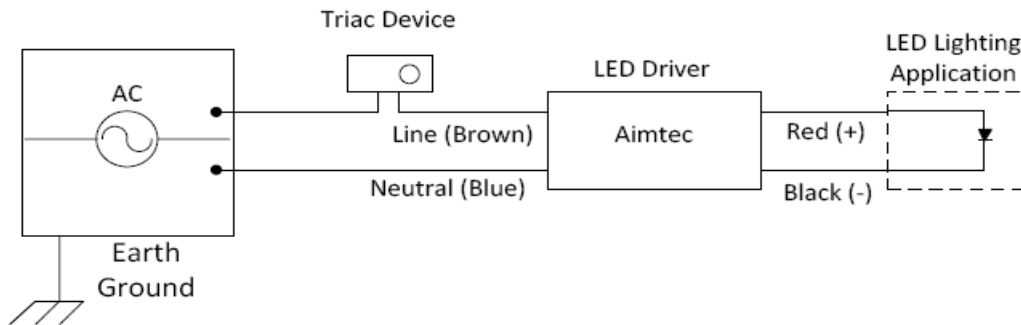 Triac Device
LED Lighting
Application
LED Driver
AC
Line (Brown)
Aimtec
Red (+)
Neutral (Blue)
Black (-)
Earth
Ground